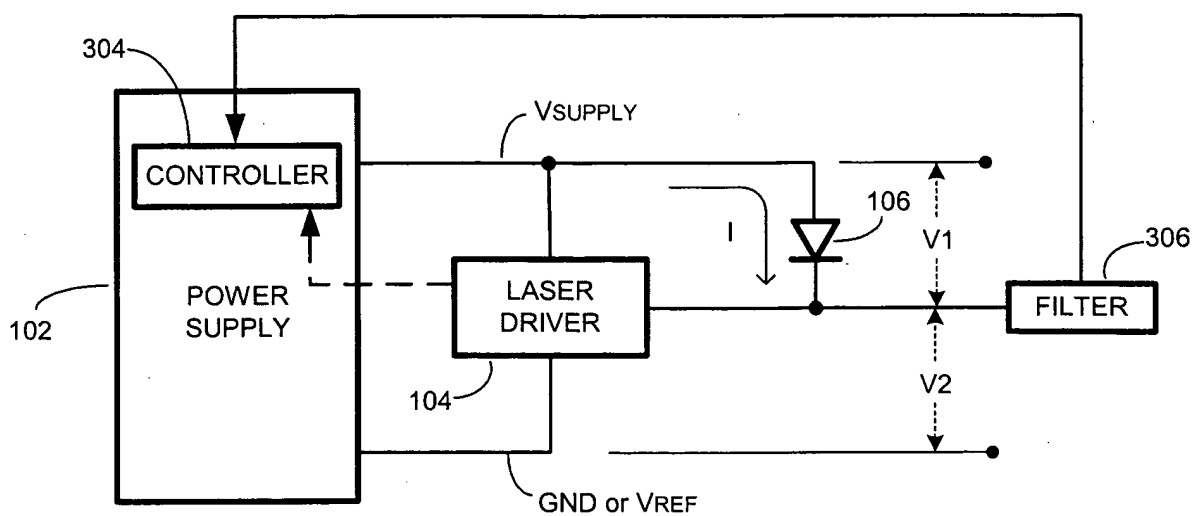 304
VSUPPLY
CONTROLLER
106
I
V1
306
FILTER
LASER
DRIVER
POWER
SUPPLY
102
104
V2
GND or VREF